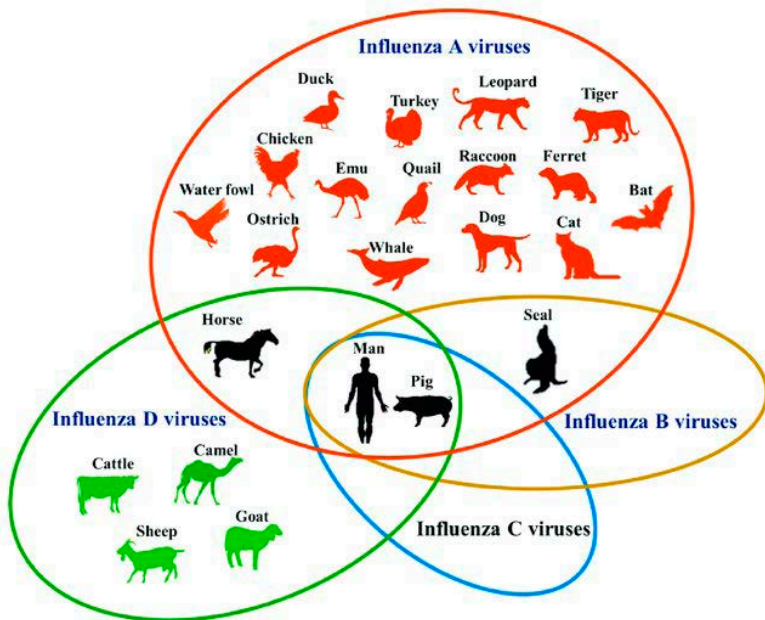 Influenza A viruses
Duck
Turkey
Leopard
Tiger
Chicken
Emu
Quail
Raccoon
Ferret
Bat
Water fowl
Ostrich
Whale
Dog
Cat
Horse
Man
Pig
Seal
Influenza D viruses
Influenza B viruses
Cattle
Camel
Sheep
Goat
Influenza C viruses